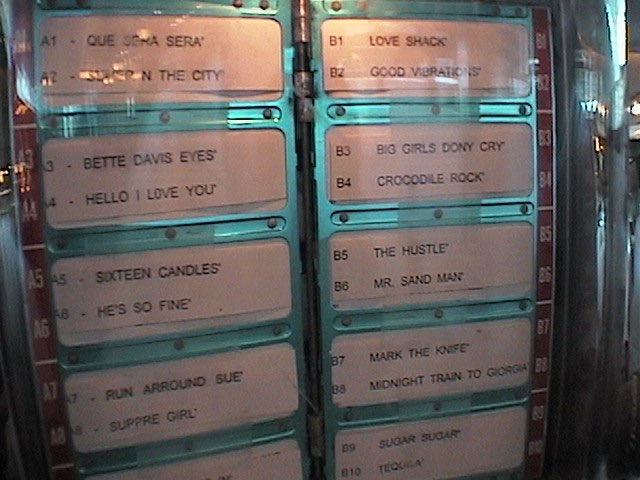 A1 - QUE SERA SERA'
A2 - SUMMER N THE CITY'
A3 - BETTE DAVIS EYES'
A4 - HELLO I LOVE YOU'
A5 - SIXTEEN CANDLES'
A6 - HE'S SO FINE'
A7 - RUN ARROUND SUE'
A8 - SUPPRE GIRL'
B1 LOVE SHACK'
B2 GOOD VIBRATIONS'
B3 BIG GIRLS DONY CRY'
B4 CROCODILE ROCK'
B5 THE HUSTLE'
B6 MR. SAND MAN'
B7 MARK THE KNIFE'
B8 MIDNIGHT TRAIN TO GIORGIA'
B9 SUGAR SUGAR'
B10 TEQUILA'
A3
A4
A5
A6
A7
A8
B1
B2
B3
B4
B5
B6
B7
B8
B9
B10